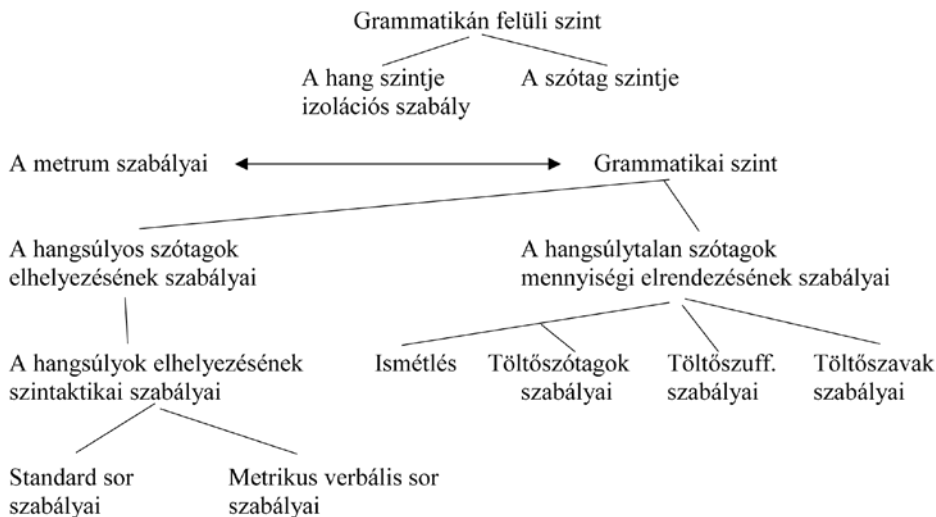 Grammatikán felüli szint
A hang szintje
izolációs szabály
A szótag szintje
A metrum szabályai
Grammatikai szint
A hangsúlyos szótagok
elhelyezésének szabályai
A hangsúlytalan szótagok
mennyiségi elrendezésének szabályai
A hangsúlyok elhelyezésének
szintaktikai szabályai
Ismétlés
Töltőszótagok
szabályai
Töltőszuff.
szabályai
Töltőszavak
szabályai
Standard sor
szabályai
Metrikus verbális sor
szabályai